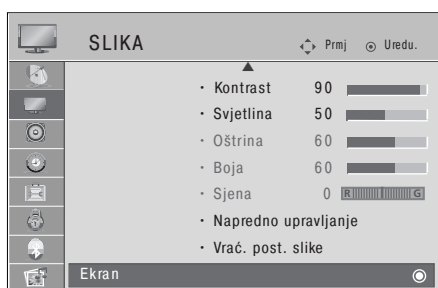 SLIKA Prmj Uredu.
• Kontrast 90
• Svjetlina 50
• Oštrina 60
• Boja 60
• Sjena 0 R G
• Napredno upravljanje
• Vrać. post. slike
Ekran